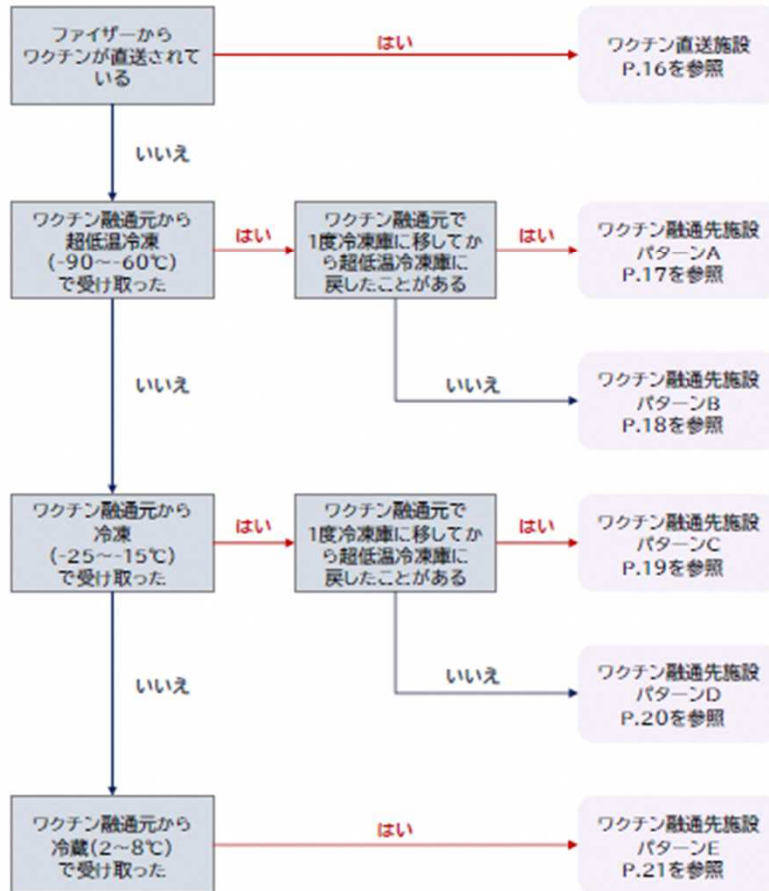 ファイザーから
ワクチンが直送されて
いる
はい
ワクチン直送施設
P.16を参照
いいえ
ワクチン融通元から
超低温冷凍
(-90～-60℃)
で受け取った
はい
ワクチン融通元で
1度冷凍庫に移してか
ら超低温冷凍庫に
戻したことがある
はい
ワクチン融通先施設
パターンA
P.17を参照
いいえ
いいえ
ワクチン融通先施設
パターンB
P.18を参照
ワクチン融通元から
冷凍
(-25～-15℃)
で受け取った
はい
ワクチン融通元で
1度冷凍庫に移してか
ら超低温冷凍庫に
戻したことがある
はい
ワクチン融通先施設
パターンC
P.19を参照
いいえ
いいえ
ワクチン融通先施設
パターンD
P.20を参照
ワクチン融通元から
冷蔵(2～8℃)
で受け取った
はい
ワクチン融通先施設
パターンE
P.21を参照